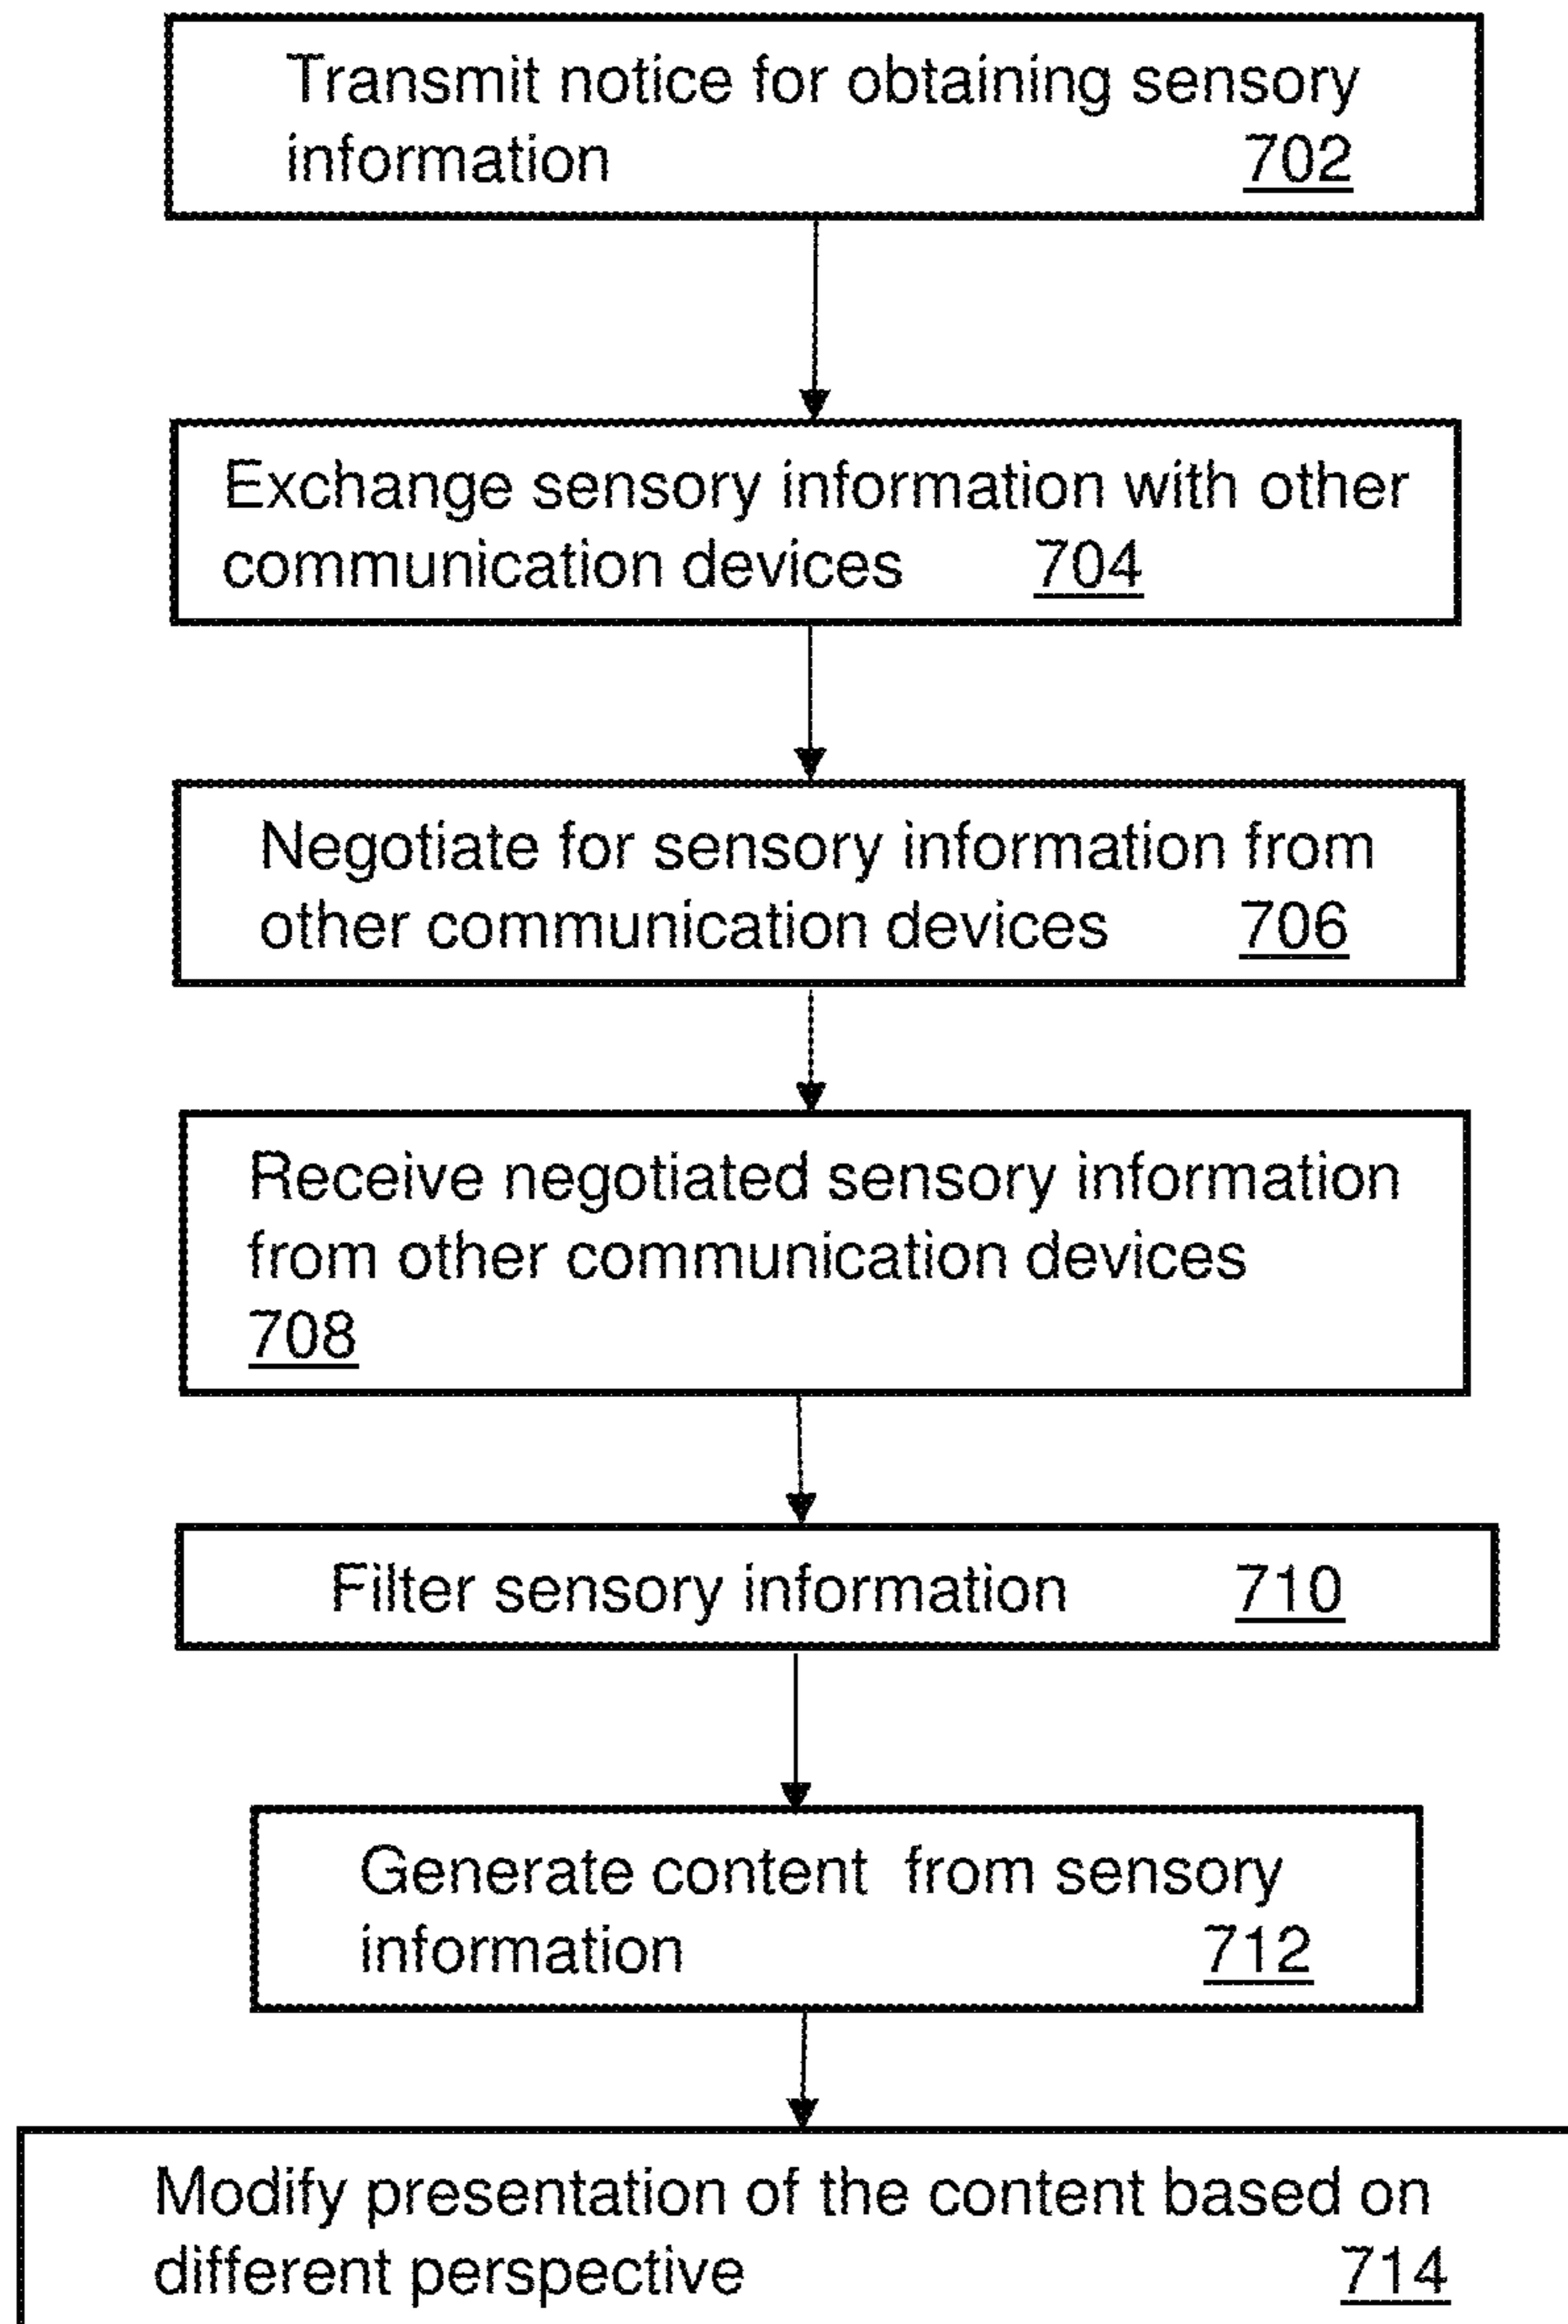 Transmit notice for obtaining sensory
information 702
Exchange sensory information with other
communication devices 704
Negotiate for sensory information from
other communication devices 706
Receive negotiated sensory information
from other communication devices
708
Filter sensory information 710
Generate content from sensory
information 712
Modify presentation of the content based on
different perspective 714